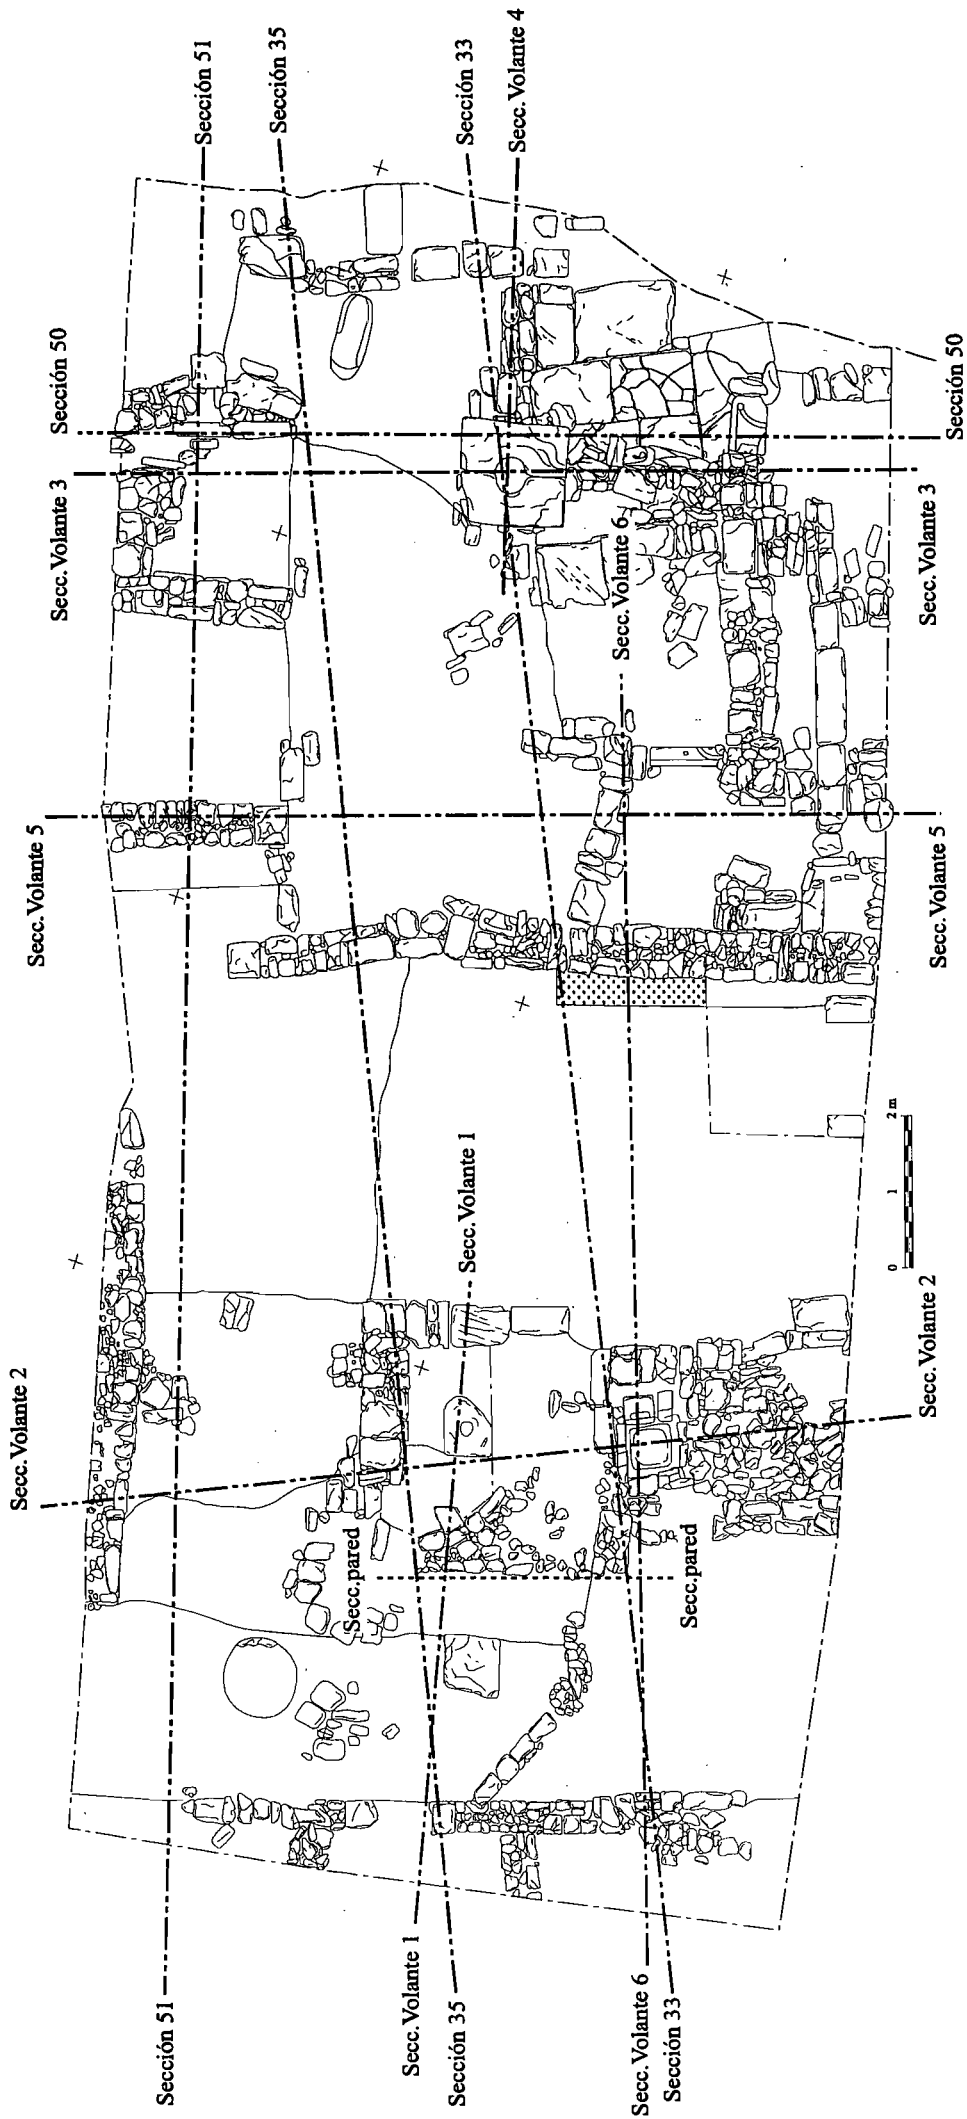 Sección 51
Sección 35
Sección 33
Secc. Volante 4
Sección 50
Sección 50
Secc. Volante 3
Secc. Volante 3
Secc. Volante 6
Secc. Volante 5
Secc. Volante 5
Secc. Volante 1
0 1 2 m
Secc. Volante 2
Secc. Volante 2
Secc. pared
Secc. pared
Sección 51
Secc. Volante 1
Sección 35
Secc. Volante 6
Sección 33